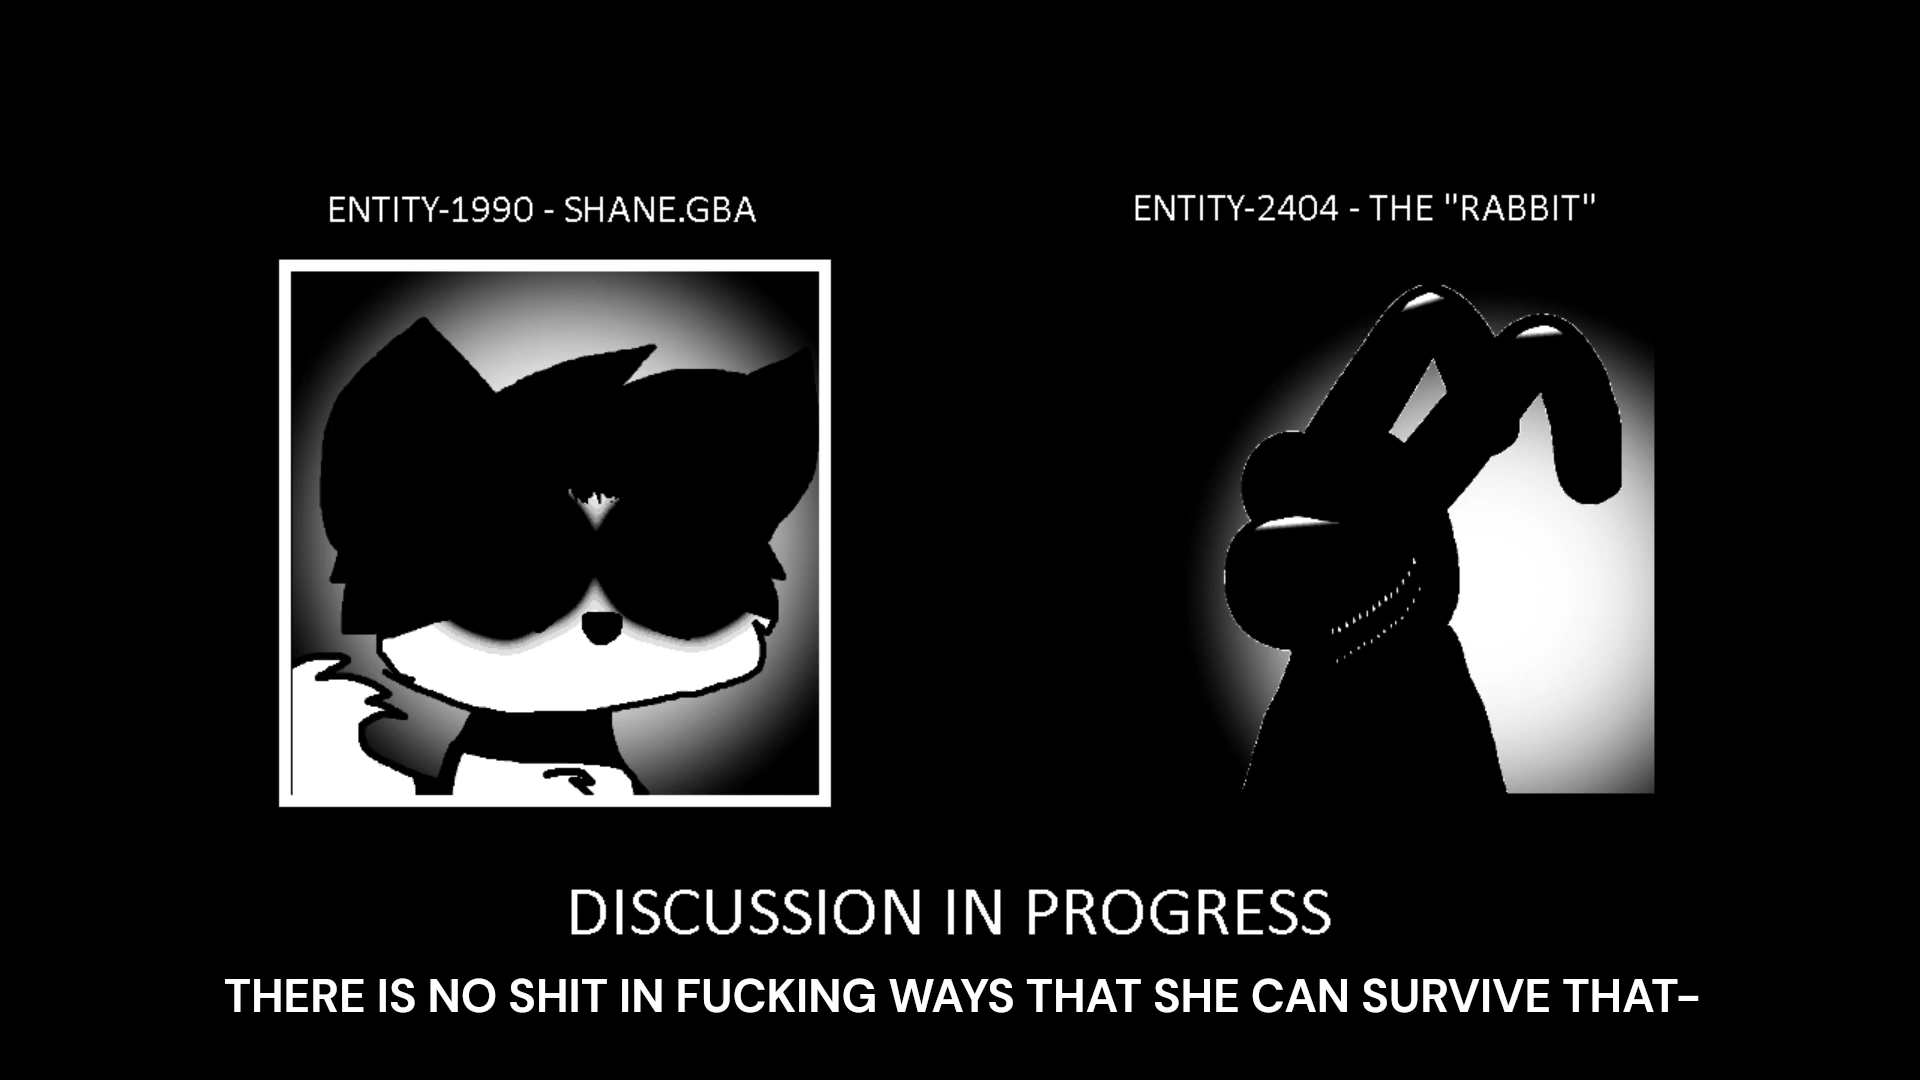 ENTITY-1990 - SHANE.GBA
ENTITY-2404 - THE "RABBIT"
DISCUSSION IN PROGRESS
THERE IS NO SHIT IN FUCKING WAYS THAT SHE CAN SURVIVE THAT–